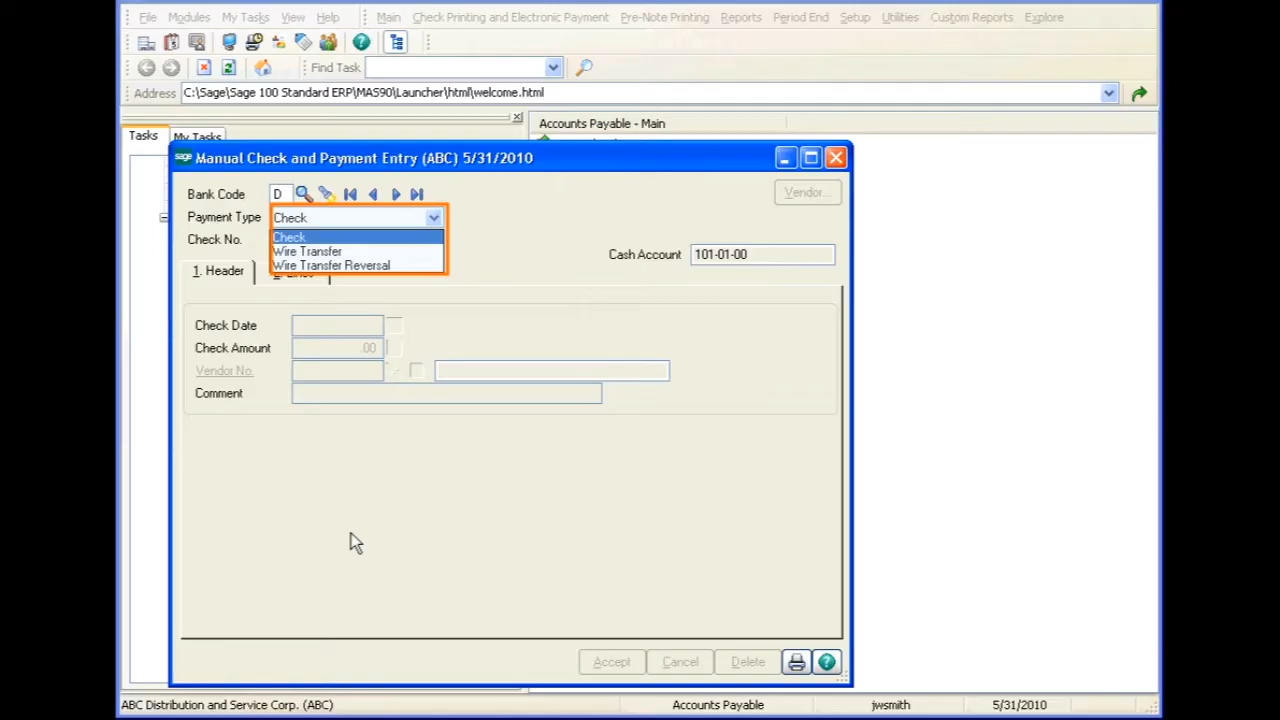 File Modules My Tasks View Help Main Check Printing and Electronic Payment Pre-Note Printing Reports Period End Setup Utilities Custom Reports Explore
Find Task
Address C:\Sage\Sage 100 Standard ERP\MAS90\Launcher\html\welcome.html
Tasks My Tasks
Accounts Payable - Main
sage Manual Check and Payment Entry (ABC) 5/31/2010
Bank Code D Vendor...
Payment Type Check
Check
Check No.
Wire Transfer
Cash Account 101-01-00
Wire Transfer Reversal
1. Header
Check Date
Check Amount .00
Vendor No.
Comment
Accept Cancel Delete
ABC Distribution and Service Corp. (ABC) Accounts Payable jwsmith 5/31/2010